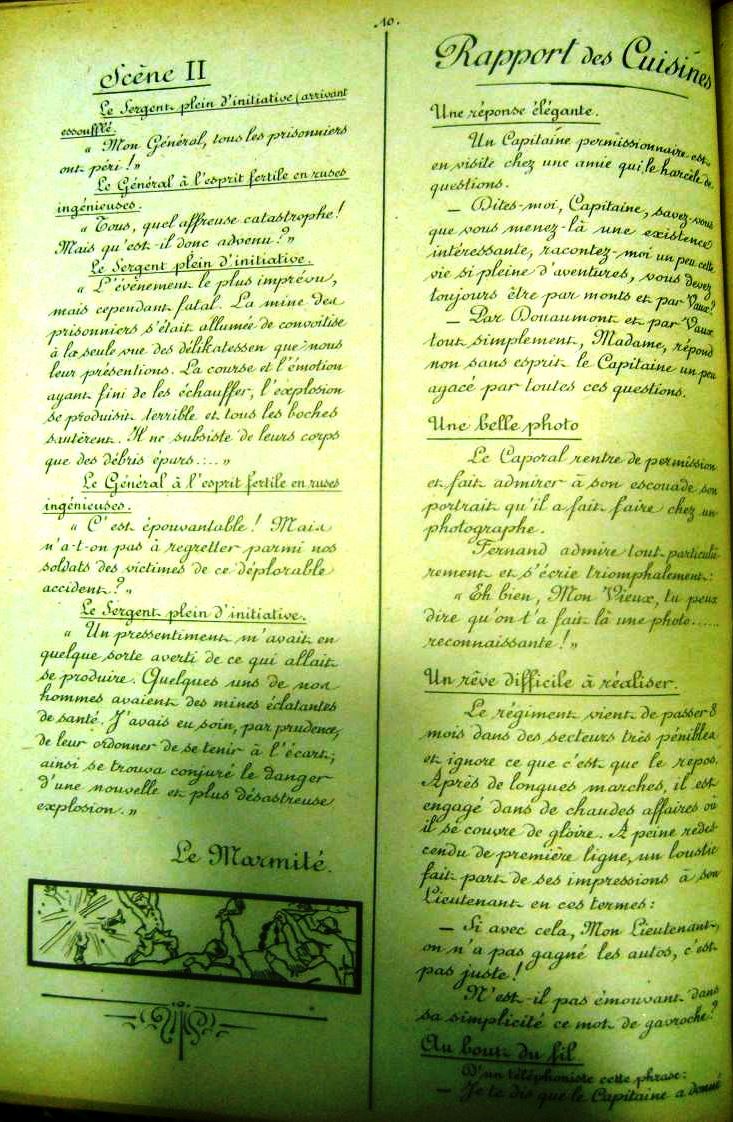 10.
Scène II
Le Sergent plein d'initiative (arrivant
essoufflé.
« Mon Général, tous les prisonniers
ont péri ! »
Le Général à l'esprit fertile en ruses
ingénieuses.
« Tous, quel affreuse catastrophe !
Mais qu'est-il donc advenu ? »
Le Sergent plein d'initiative.
« L'événement le plus imprévu,
mais cependant fatal. La mine des
prisonniers s'était allumée de convoitise
à la seule vue des délikatessen que nous
leur présentions. La course et l'émotion
ayant fini de les échauffer, l'explosion
se produisit terrible et tous les boches
sautèrent. Il ne subsiste de leurs corps
que des débris épars.... »
Le Général à l'esprit fertile en ruses
ingénieuses.
« C'est épouvantable ! Mais
n'a-t-on pas à regretter parmi nos
soldats des victimes de ce déplorable
accident ? »
Le Sergent plein d'initiative.
« Un pressentiment m'avait en
quelque sorte averti de ce qui allait
se produire. Quelques uns de nos
hommes avaient des mines éclatantes
de santé. J'avais eu soin, par prudence,
de leur ordonner de se tenir à l'écart ;
ainsi se trouva conjuré le danger
d'une nouvelle et plus désastreuse
explosion. »
Le Marmité.
Rapport des Cuisines
Une réponse élégante.
Un Capitaine permissionnaire est
en visite chez une amie qui le harcèle de
questions.
— Dites-moi, Capitaine, savez-vous
que vous menez-là une existence
intéressante, racontez-moi un peu cette
vie si pleine d'aventures, vous devez
toujours être par monts et par Vaux ?
— Par Douaumont et par Vaux
tout simplement, Madame, répond
non sans esprit le Capitaine un peu
agacé par toutes ces questions.
Une belle photo
Le Caporal rentre de permission
et fait admirer à son escouade son
portrait qu'il a fait faire chez un
photographe.
Fernand admire tout particuliè
rement et s'écrie triomphalement :
« Eh bien, Mon Vieux, tu peux
dire qu'on t'a fait là une photo......
reconnaissante ! »
Un rêve difficile à réaliser.
Le régiment vient de passer 8
mois dans des secteurs très pénibles
et ignore ce que c'est que le repos.
Après de longues marches, il est
engagé dans de chaudes affaires où
il se couvre de gloire. A peine redes
cendu de première ligne, un loustic
fait part de ses impressions à son
Lieutenant en ces termes :
— Si avec cela, Mon Lieutenant,
on n'a pas gagné les autos, c'est
pas juste !
N'est-il pas émouvant dans
sa simplicité ce mot de gavroche ?
Au bout du fil
D'un téléphoniste cette phrase :
— Je te dis que le Capitaine a donné